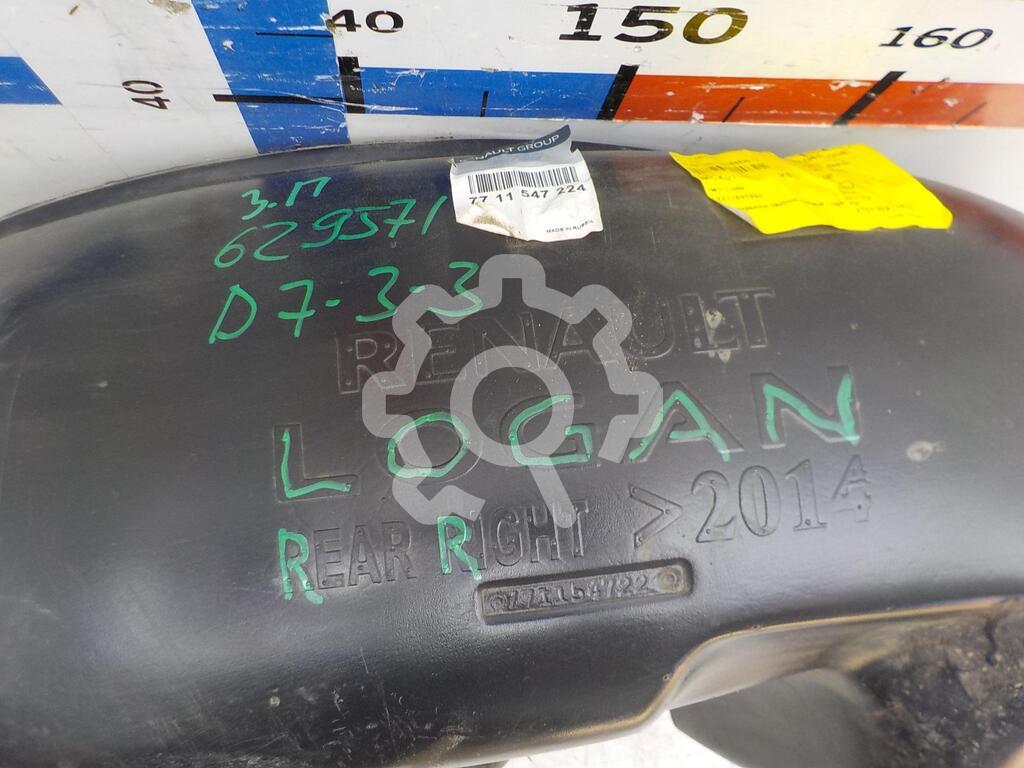 40
150
160
40
RENAULT GROUP
77 11 547 224
MADE IN RUSSIA
З.П
629571
D7-3-3
RENAULT
LOGAN
REAR RIGHT > 2014